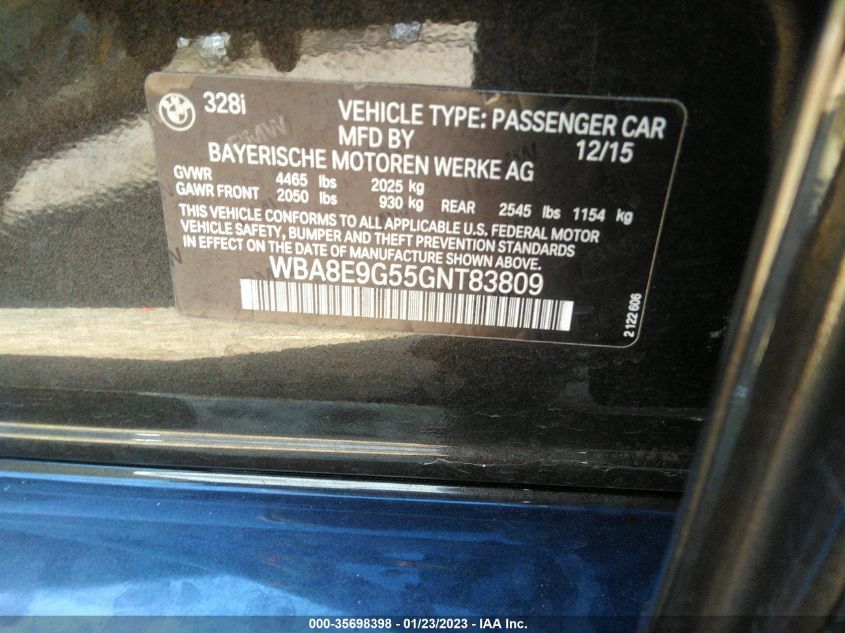 328i VEHICLE TYPE: PASSENGER CAR
MFD BY 12/15
BAYERISCHE MOTOREN WERKE AG
GVWR 4465 lbs 2025 kg
GAWR FRONT 2050 lbs 930 kg REAR 2545 lbs 1154 kg
THIS VEHICLE CONFORMS TO ALL APPLICABLE U.S. FEDERAL MOTOR
VEHICLE SAFETY, BUMPER AND THEFT PREVENTION STANDARDS
IN EFFECT ON THE DATE OF MANUFACTURE SHOWN ABOVE.
WBA8E9G55GNT83809
2 122 606
000-35698398 - 01/23/2023 - IAA Inc.